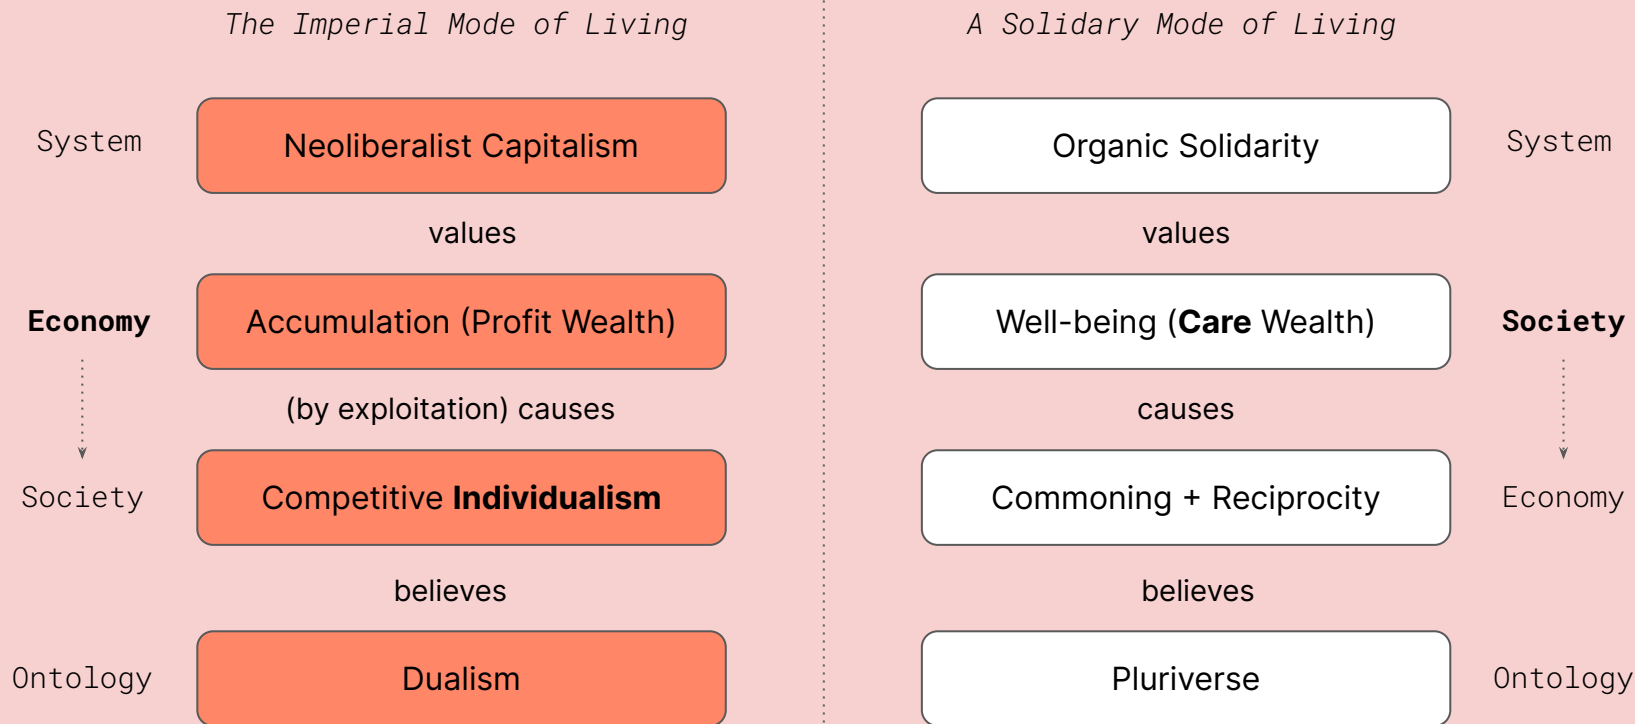 The Imperial Mode of Living
A Solidary Mode of Living
System
Neoliberalist Capitalism
Organic Solidarity
System
values
values
Economy
Accumulation (Profit Wealth)
Well-being (Care Wealth)
Society
(by exploitation) causes
causes
Society
Competitive Individualism
Commoning + Reciprocity
Economy
believes
believes
Ontology
Dualism
Pluriverse
Ontology